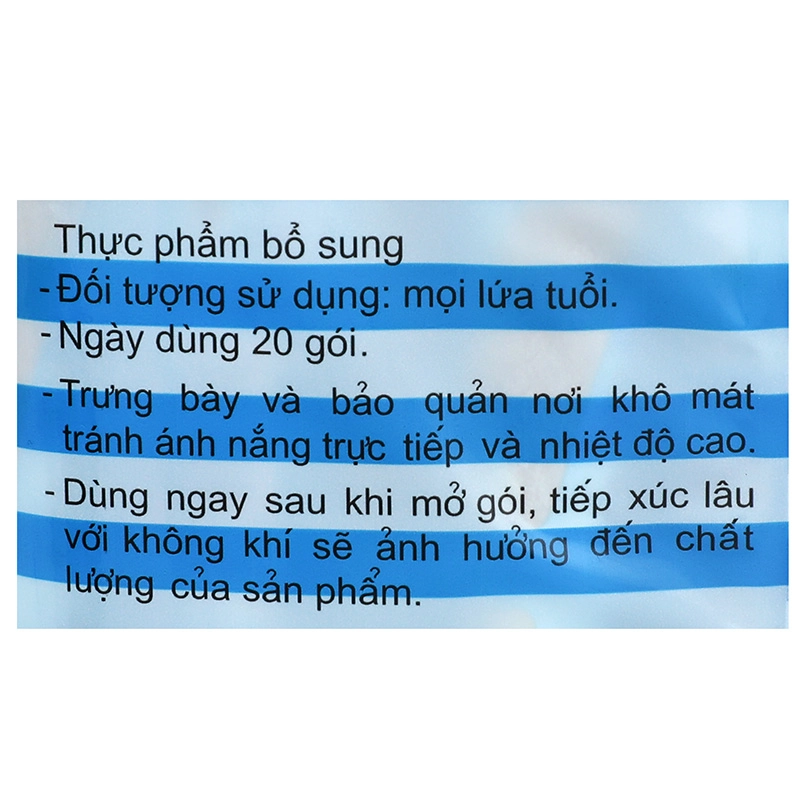 Thực phẩm bổ sung
- Đối tượng sử dụng: mọi lứa tuổi.
- Ngày dùng 20 gói.
- Trưng bày và bảo quản nơi khô mát
tránh ánh nắng trực tiếp và nhiệt độ cao.
- Dùng ngay sau khi mở gói, tiếp xúc lâu
với không khí sẽ ảnh hưởng đến chất
lượng của sản phẩm.